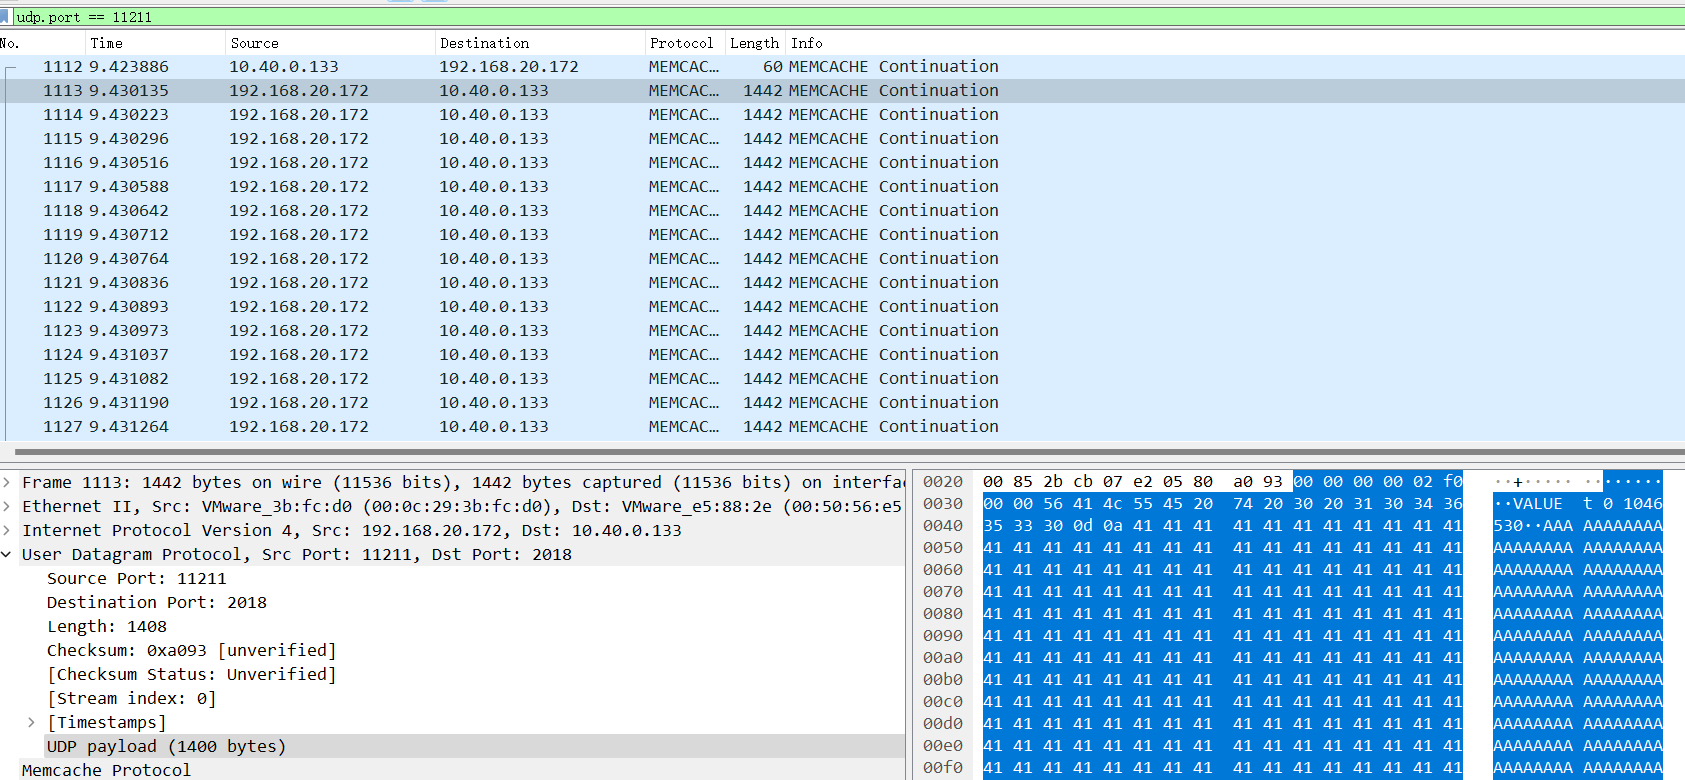 udp.port == 11211
No. Time Source Destination Protocol Length Info
1112 9.423886 10.40.0.133 192.168.20.172 MEMCAC… 60 MEMCACHE Continuation
1113 9.430135 192.168.20.172 10.40.0.133 MEMCAC… 1442 MEMCACHE Continuation
1114 9.430223 192.168.20.172 10.40.0.133 MEMCAC… 1442 MEMCACHE Continuation
1115 9.430296 192.168.20.172 10.40.0.133 MEMCAC… 1442 MEMCACHE Continuation
1116 9.430516 192.168.20.172 10.40.0.133 MEMCAC… 1442 MEMCACHE Continuation
1117 9.430588 192.168.20.172 10.40.0.133 MEMCAC… 1442 MEMCACHE Continuation
1118 9.430642 192.168.20.172 10.40.0.133 MEMCAC… 1442 MEMCACHE Continuation
1119 9.430712 192.168.20.172 10.40.0.133 MEMCAC… 1442 MEMCACHE Continuation
1120 9.430764 192.168.20.172 10.40.0.133 MEMCAC… 1442 MEMCACHE Continuation
1121 9.430836 192.168.20.172 10.40.0.133 MEMCAC… 1442 MEMCACHE Continuation
1122 9.430893 192.168.20.172 10.40.0.133 MEMCAC… 1442 MEMCACHE Continuation
1123 9.430973 192.168.20.172 10.40.0.133 MEMCAC… 1442 MEMCACHE Continuation
1124 9.431037 192.168.20.172 10.40.0.133 MEMCAC… 1442 MEMCACHE Continuation
1125 9.431082 192.168.20.172 10.40.0.133 MEMCAC… 1442 MEMCACHE Continuation
1126 9.431190 192.168.20.172 10.40.0.133 MEMCAC… 1442 MEMCACHE Continuation
1127 9.431264 192.168.20.172 10.40.0.133 MEMCAC… 1442 MEMCACHE Continuation
Frame 1113: 1442 bytes on wire (11536 bits), 1442 bytes captured (11536 bits) on interfac
Ethernet II, Src: VMware_3b:fc:d0 (00:0c:29:3b:fc:d0), Dst: VMware_e5:88:2e (00:50:56:e5
Internet Protocol Version 4, Src: 192.168.20.172, Dst: 10.40.0.133
User Datagram Protocol, Src Port: 11211, Dst Port: 2018
Source Port: 11211
Destination Port: 2018
Length: 1408
Checksum: 0xa093 [unverified]
[Checksum Status: Unverified]
[Stream index: 0]
[Timestamps]
UDP payload (1400 bytes)
Memcache Protocol
0020 00 85 2b cb 07 e2 05 80 a0 93 00 00 00 00 02 f0 ··+····· ········
0030 00 00 56 41 4c 55 45 20 74 20 30 20 31 30 34 36 ··VALUE t 0 1046
0040 35 33 30 0d 0a 41 41 41 41 41 41 41 41 41 41 41 530··AAA AAAAAAAA
0050 41 41 41 41 41 41 41 41 41 41 41 41 41 41 41 41 AAAAAAAA AAAAAAAA
0060 41 41 41 41 41 41 41 41 41 41 41 41 41 41 41 41 AAAAAAAA AAAAAAAA
0070 41 41 41 41 41 41 41 41 41 41 41 41 41 41 41 41 AAAAAAAA AAAAAAAA
0080 41 41 41 41 41 41 41 41 41 41 41 41 41 41 41 41 AAAAAAAA AAAAAAAA
0090 41 41 41 41 41 41 41 41 41 41 41 41 41 41 41 41 AAAAAAAA AAAAAAAA
00a0 41 41 41 41 41 41 41 41 41 41 41 41 41 41 41 41 AAAAAAAA AAAAAAAA
00b0 41 41 41 41 41 41 41 41 41 41 41 41 41 41 41 41 AAAAAAAA AAAAAAAA
00c0 41 41 41 41 41 41 41 41 41 41 41 41 41 41 41 41 AAAAAAAA AAAAAAAA
00d0 41 41 41 41 41 41 41 41 41 41 41 41 41 41 41 41 AAAAAAAA AAAAAAAA
00e0 41 41 41 41 41 41 41 41 41 41 41 41 41 41 41 41 AAAAAAAA AAAAAAAA
00f0 41 41 41 41 41 41 41 41 41 41 41 41 41 41 41 41 AAAAAAAA AAAAAAAA